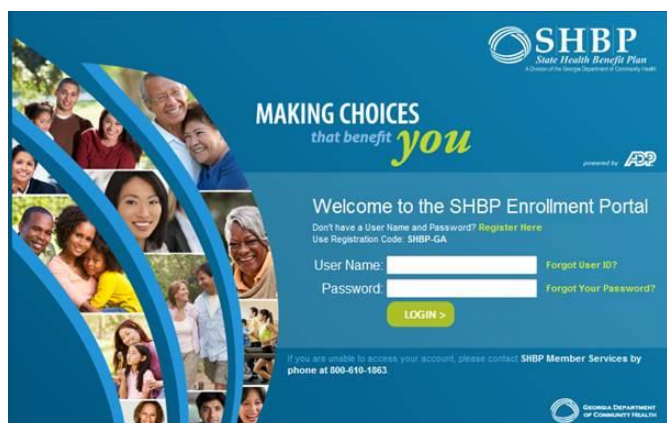 SHBP
State Health Benefit Plan
A Division of the Georgia Department of Community Health
MAKING CHOICES
that benefit you
powered by ADP
Welcome to the SHBP Enrollment Portal
Don't have a User Name and Password? Register Here
Use Registration Code: SHBP-GA
User Name: Forgot User ID?
Password: Forgot Your Password?
LOGIN >
If you are unable to access your account, please contact SHBP Member Services by
phone at 800-610-1863
GEORGIA DEPARTMENT
OF COMMUNITY HEALTH